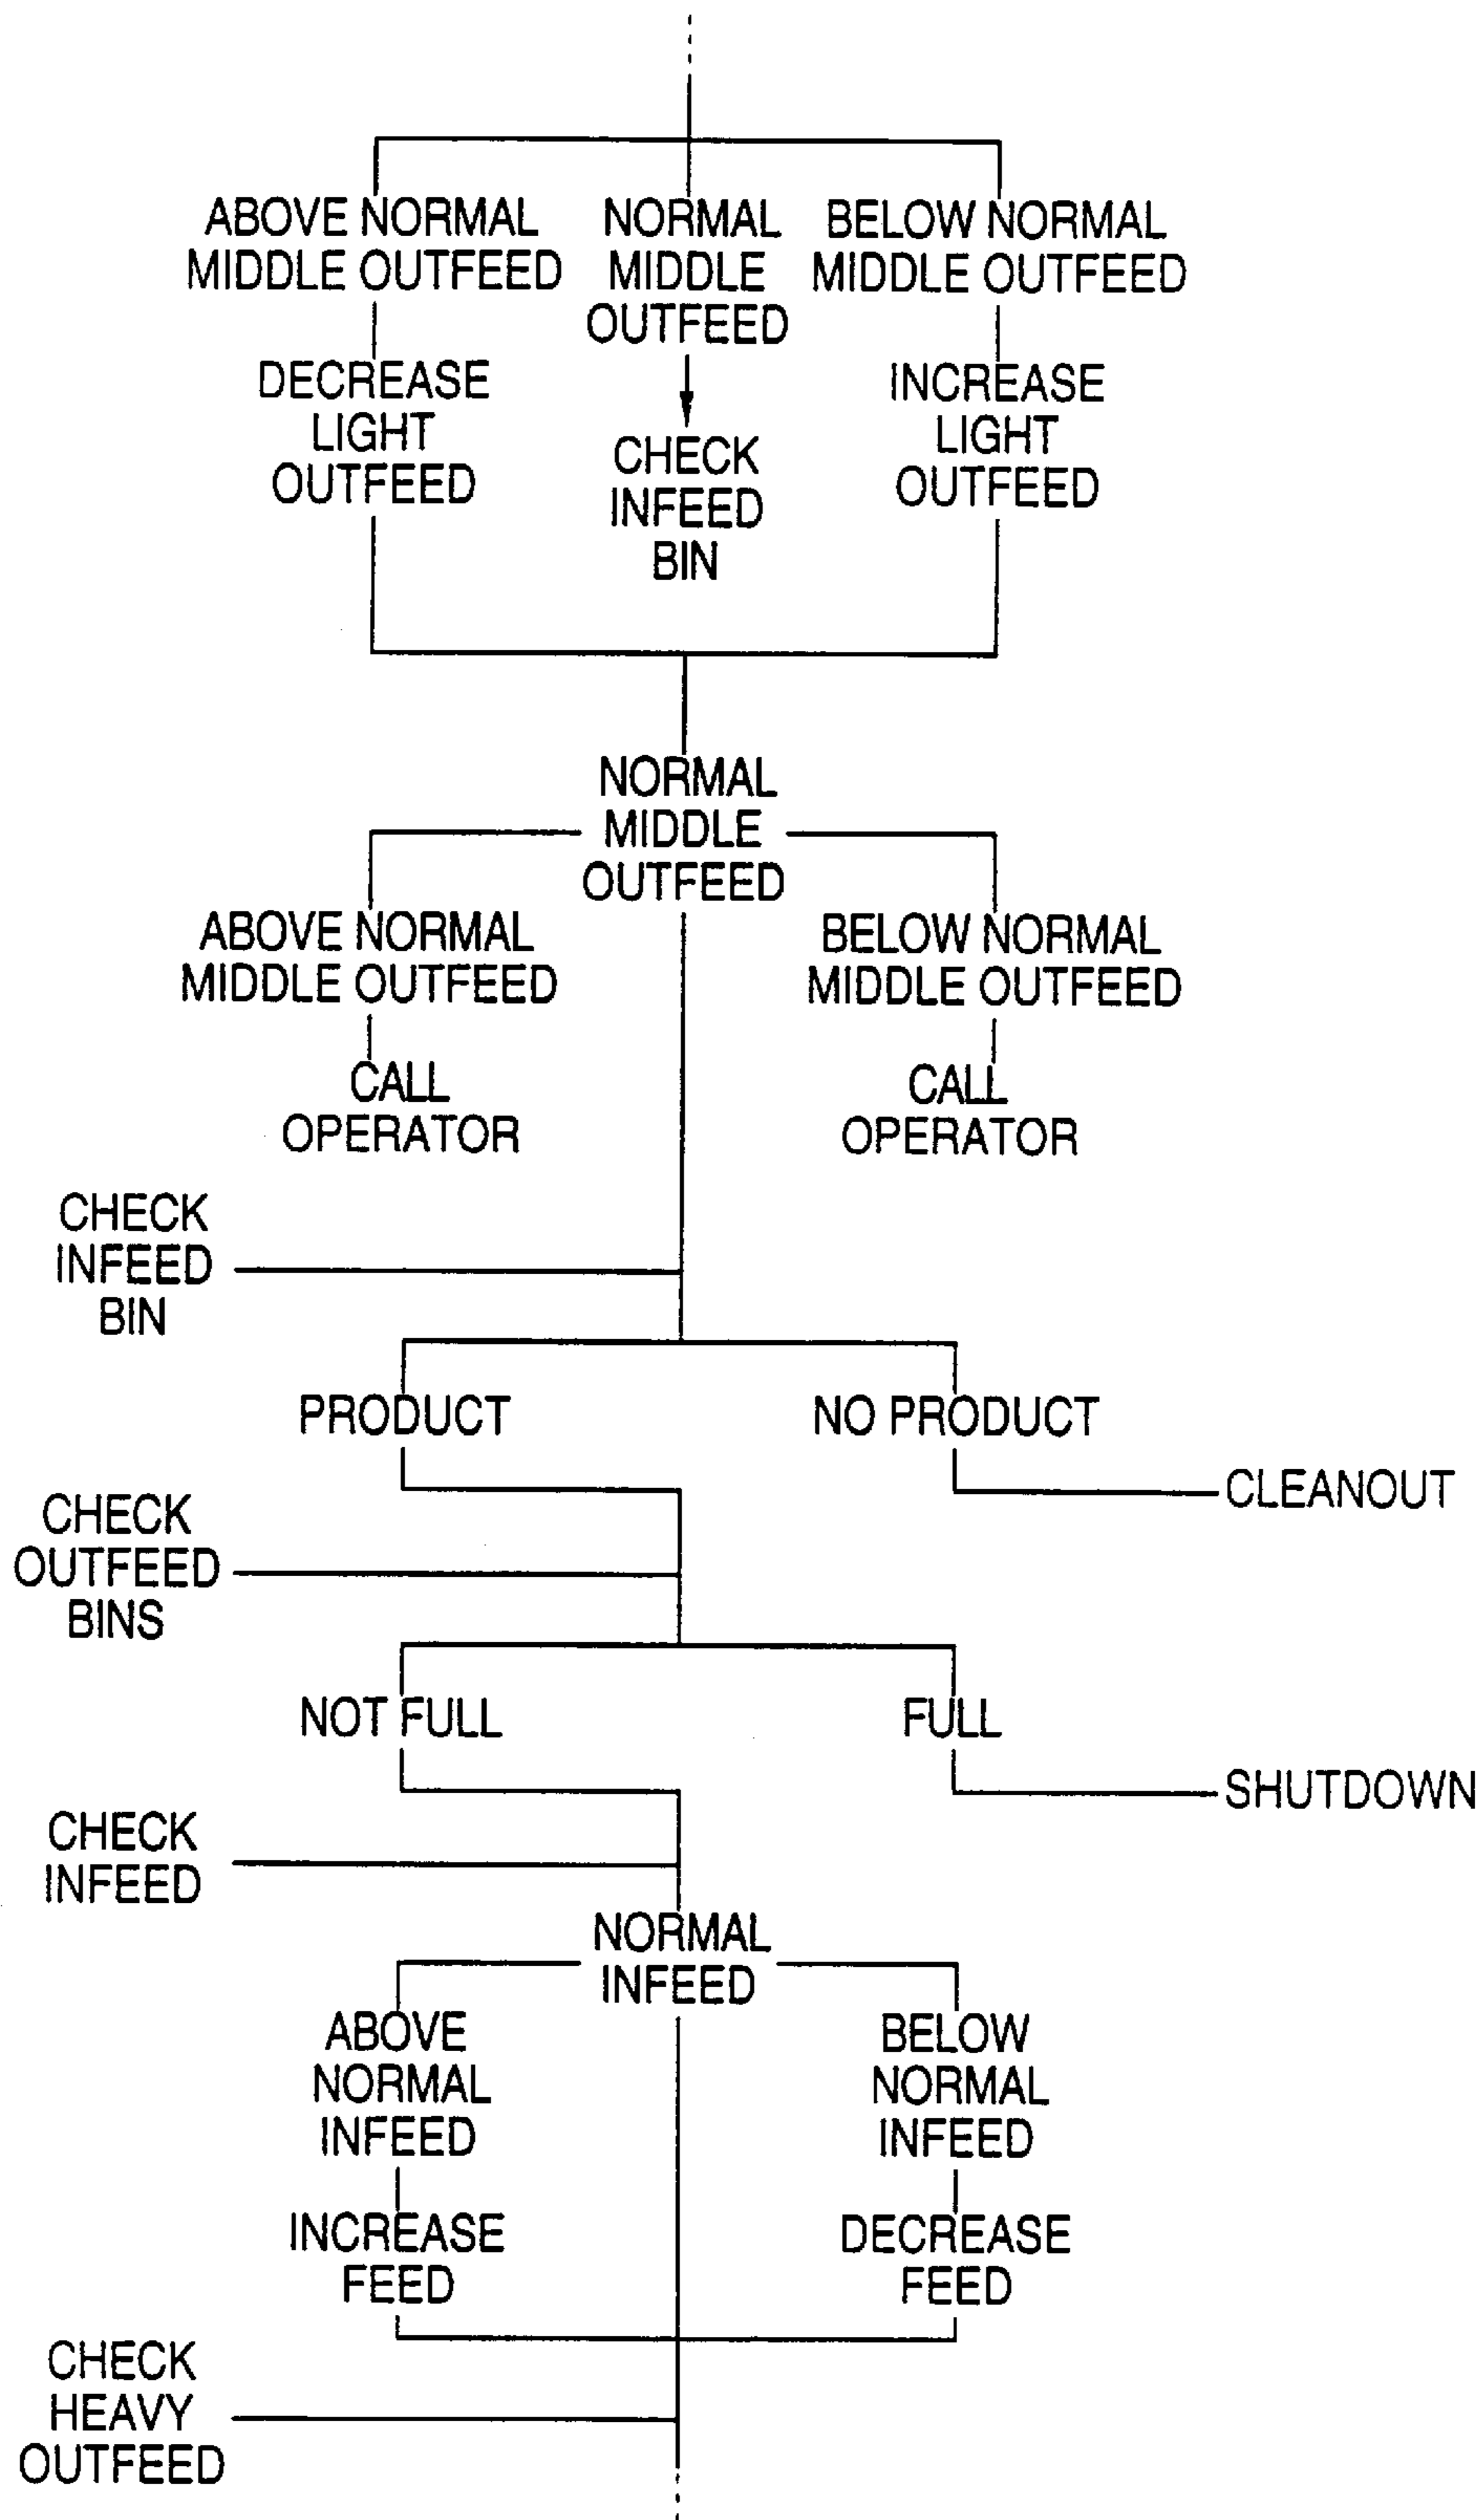 ABOVE NORMAL
MIDDLE OUTFEED
NORMAL
MIDDLE
OUTFEED
BELOW NORMAL
MIDDLE OUTFEED
DECREASE
LIGHT
OUTFEED
CHECK
INFEED
BIN
INCREASE
LIGHT
OUTFEED
NORMAL
MIDDLE
OUTFEED
ABOVE NORMAL
MIDDLE OUTFEED
BELOW NORMAL
MIDDLE OUTFEED
CALL
OPERATOR
CALL
OPERATOR
CHECK
INFEED
BIN
PRODUCT
NO PRODUCT
CLEANOUT
CHECK
OUTFEED
BINS
NOT FULL
FULL
SHUTDOWN
CHECK
INFEED
NORMAL
INFEED
ABOVE
NORMAL
INFEED
BELOW
NORMAL
INFEED
INCREASE
FEED
DECREASE
FEED
CHECK
HEAVY
OUTFEED